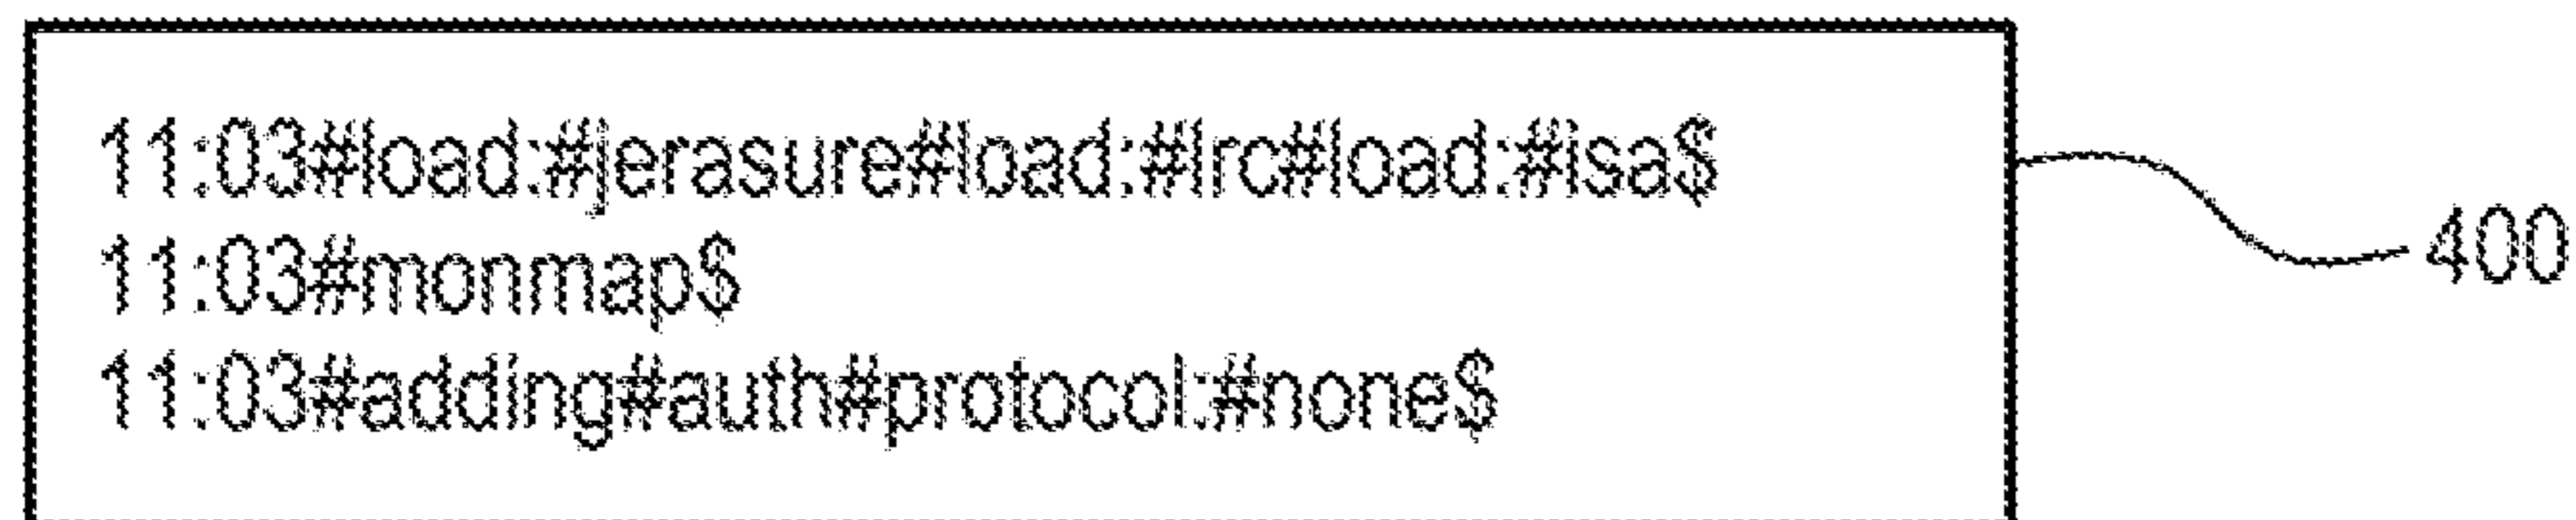 11:03#load:#jerasure#load:#lrc#load:#isa$
11:03#monmap$
11:03#adding#auth#protocol:#none$
400